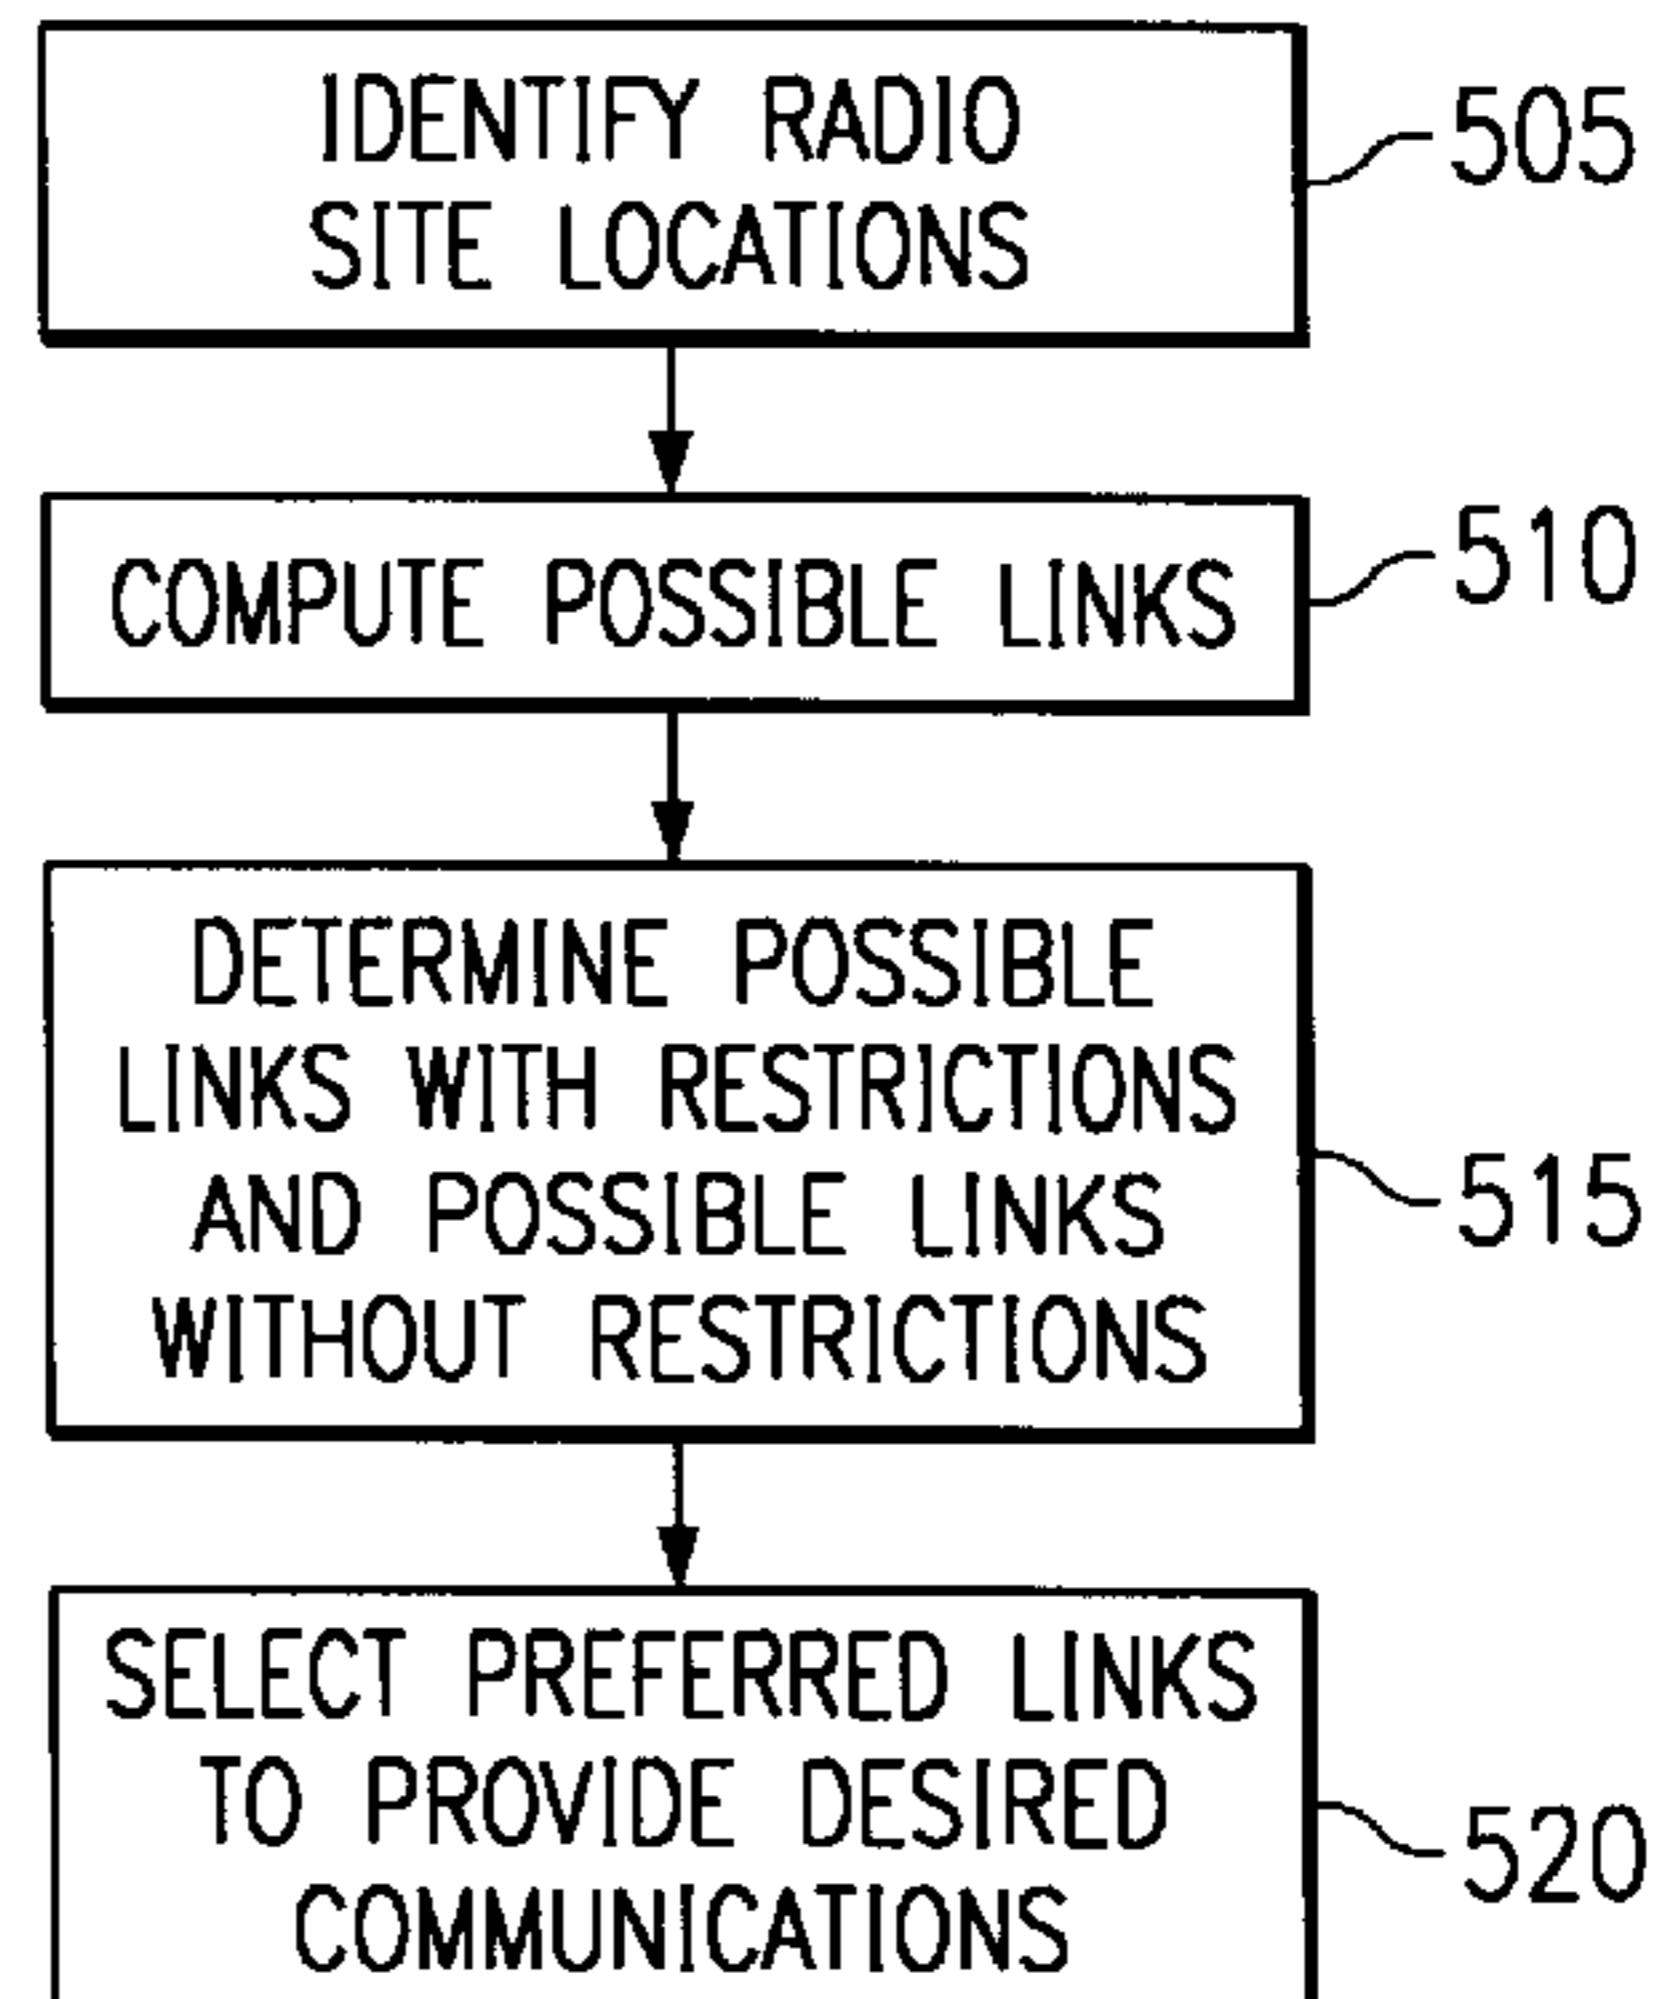 IDENTIFY RADIO
SITE LOCATIONS
505
COMPUTE POSSIBLE LINKS
510
DETERMINE POSSIBLE
LINKS WITH RESTRICTIONS
AND POSSIBLE LINKS
WITHOUT RESTRICTIONS
515
SELECT PREFERRED LINKS
TO PROVIDE DESIRED
COMMUNICATIONS
520